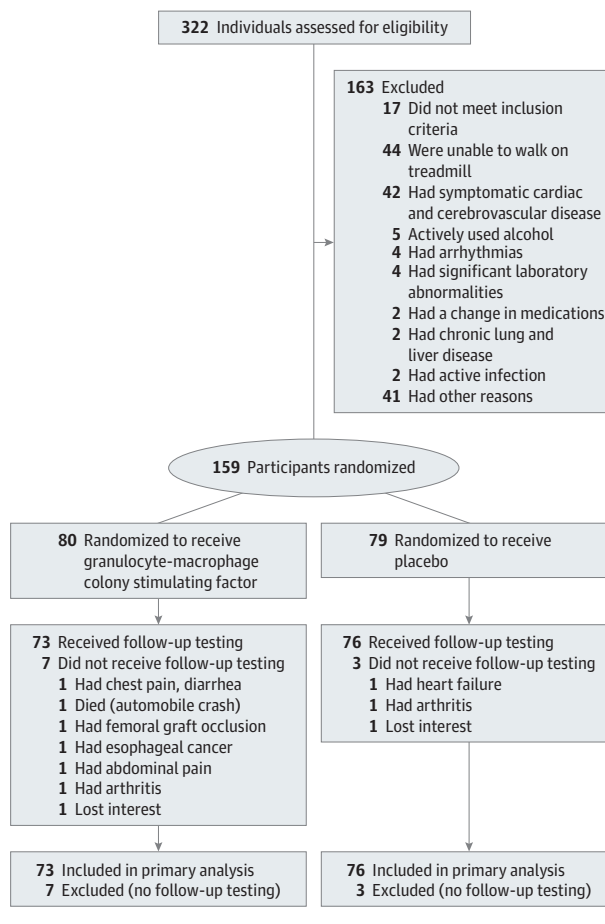 322 Individuals assessed for eligibility
163 Excluded
17 Did not meet inclusion
criteria
44 Were unable to walk on
treadmill
42 Had symptomatic cardiac
and cerebrovascular disease
5 Actively used alcohol
4 Had arrhythmias
4 Had significant laboratory
abnormalities
2 Had a change in medications
2 Had chronic lung and
liver disease
2 Had active infection
41 Had other reasons
159 Participants randomized
80 Randomized to receive
granulocyte-macrophage
colony stimulating factor
79 Randomized to receive
placebo
73 Received follow-up testing
7 Did not receive follow-up testing
1 Had chest pain, diarrhea
1 Died (automobile crash)
1 Had femoral graft occlusion
1 Had esophageal cancer
1 Had abdominal pain
1 Had arthritis
1 Lost interest
76 Received follow-up testing
3 Did not receive follow-up testing
1 Had heart failure
1 Had arthritis
1 Lost interest
73 Included in primary analysis
7 Excluded (no follow-up testing)
76 Included in primary analysis
3 Excluded (no follow-up testing)